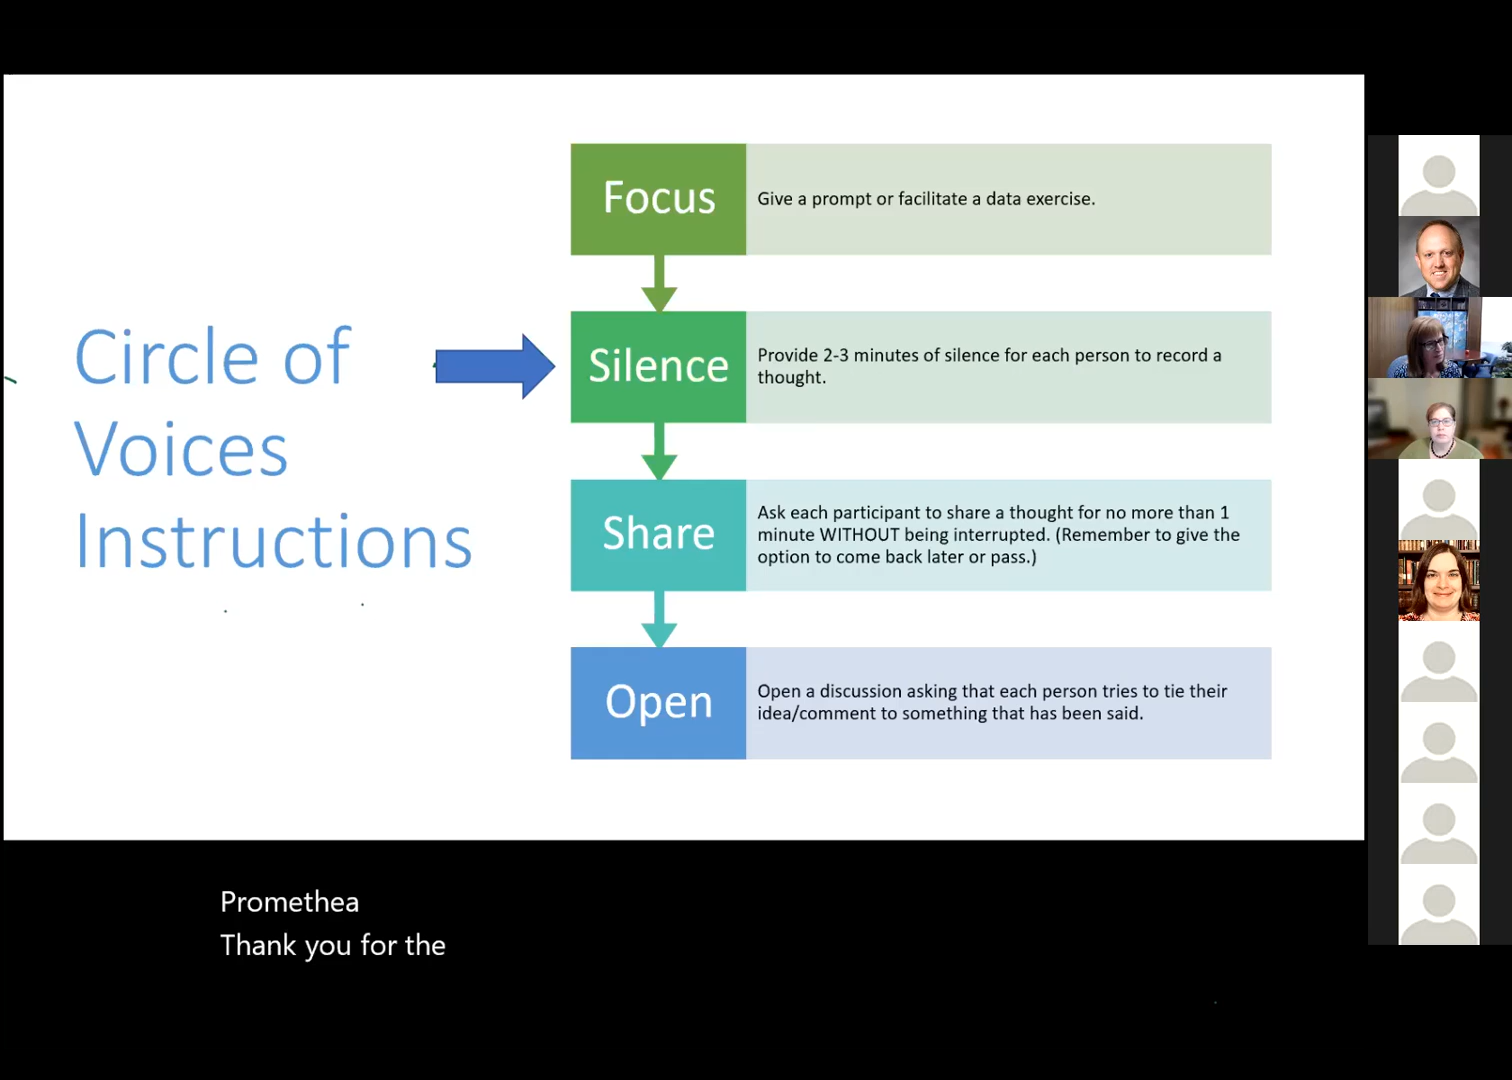 Circle of
Voices
Instructions
Focus
Give a prompt or facilitate a data exercise.
Silence
Provide 2-3 minutes of silence for each person to record a
thought.
Share
Ask each participant to share a thought for no more than 1
minute WITHOUT being interrupted. (Remember to give the
option to come back later or pass.)
Open
Open a discussion asking that each person tries to tie their
idea/comment to something that has been said.
Promethea
Thank you for the